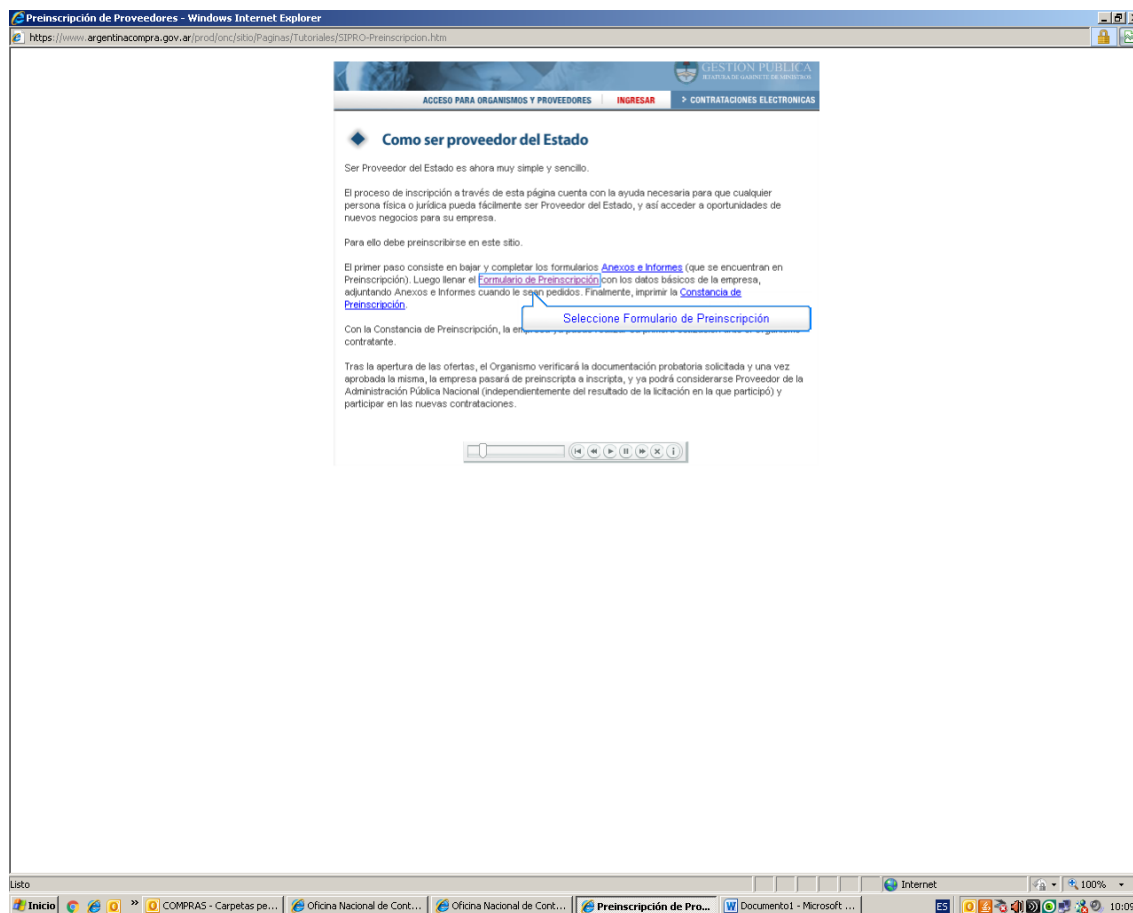 Preinscripción de Proveedores - Windows Internet Explorer
https://www.argentinacompra.gov.ar/prod/onc/sitio/Paginas/Tutoriales/SIPRO-Preinscripcion.htm
GESTION PUBLICA
JEFATURA DE GABINETE DE MINISTROS
ACCESO PARA ORGANISMOS Y PROVEEDORES INGRESAR > CONTRATACIONES ELECTRONICAS
Como ser proveedor del Estado
Ser Proveedor del Estado es ahora muy simple y sencillo.
El proceso de inscripción a través de esta página cuenta con la ayuda necesaria para que cualquier
persona física o jurídica pueda fácilmente ser Proveedor del Estado, y así acceder a oportunidades de
nuevos negocios para su empresa.
Para ello debe preinscribirse en este sitio.
El primer paso consiste en bajar y completar los formularios Anexos e Informes (que se encuentran en
Preinscripción). Luego llenar el Formulario de Preinscripción con los datos básicos de la empresa,
adjuntando Anexos e Informes cuando le sean pedidos. Finalmente, imprimir la Constancia de
Preinscripción.
Seleccione Formulario de Preinscripción
Con la Constancia de Preinscripción, la
contratante.
Tras la apertura de las ofertas, el Organismo verificará la documentación probatoria solicitada y una vez
aprobada la misma, la empresa pasará de preinscripta a inscripta, y ya podrá considerarse Proveedor de la
Administración Pública Nacional (independientemente del resultado de la licitación en la que participó) y
participar en las nuevas contrataciones.
Listo Internet 100%
Inicio » COMPRAS - Carpetas pe... Oficina Nacional de Cont... Oficina Nacional de Cont... Preinscripción de Pro... Documento1 - Microsoft ... ES 10:09